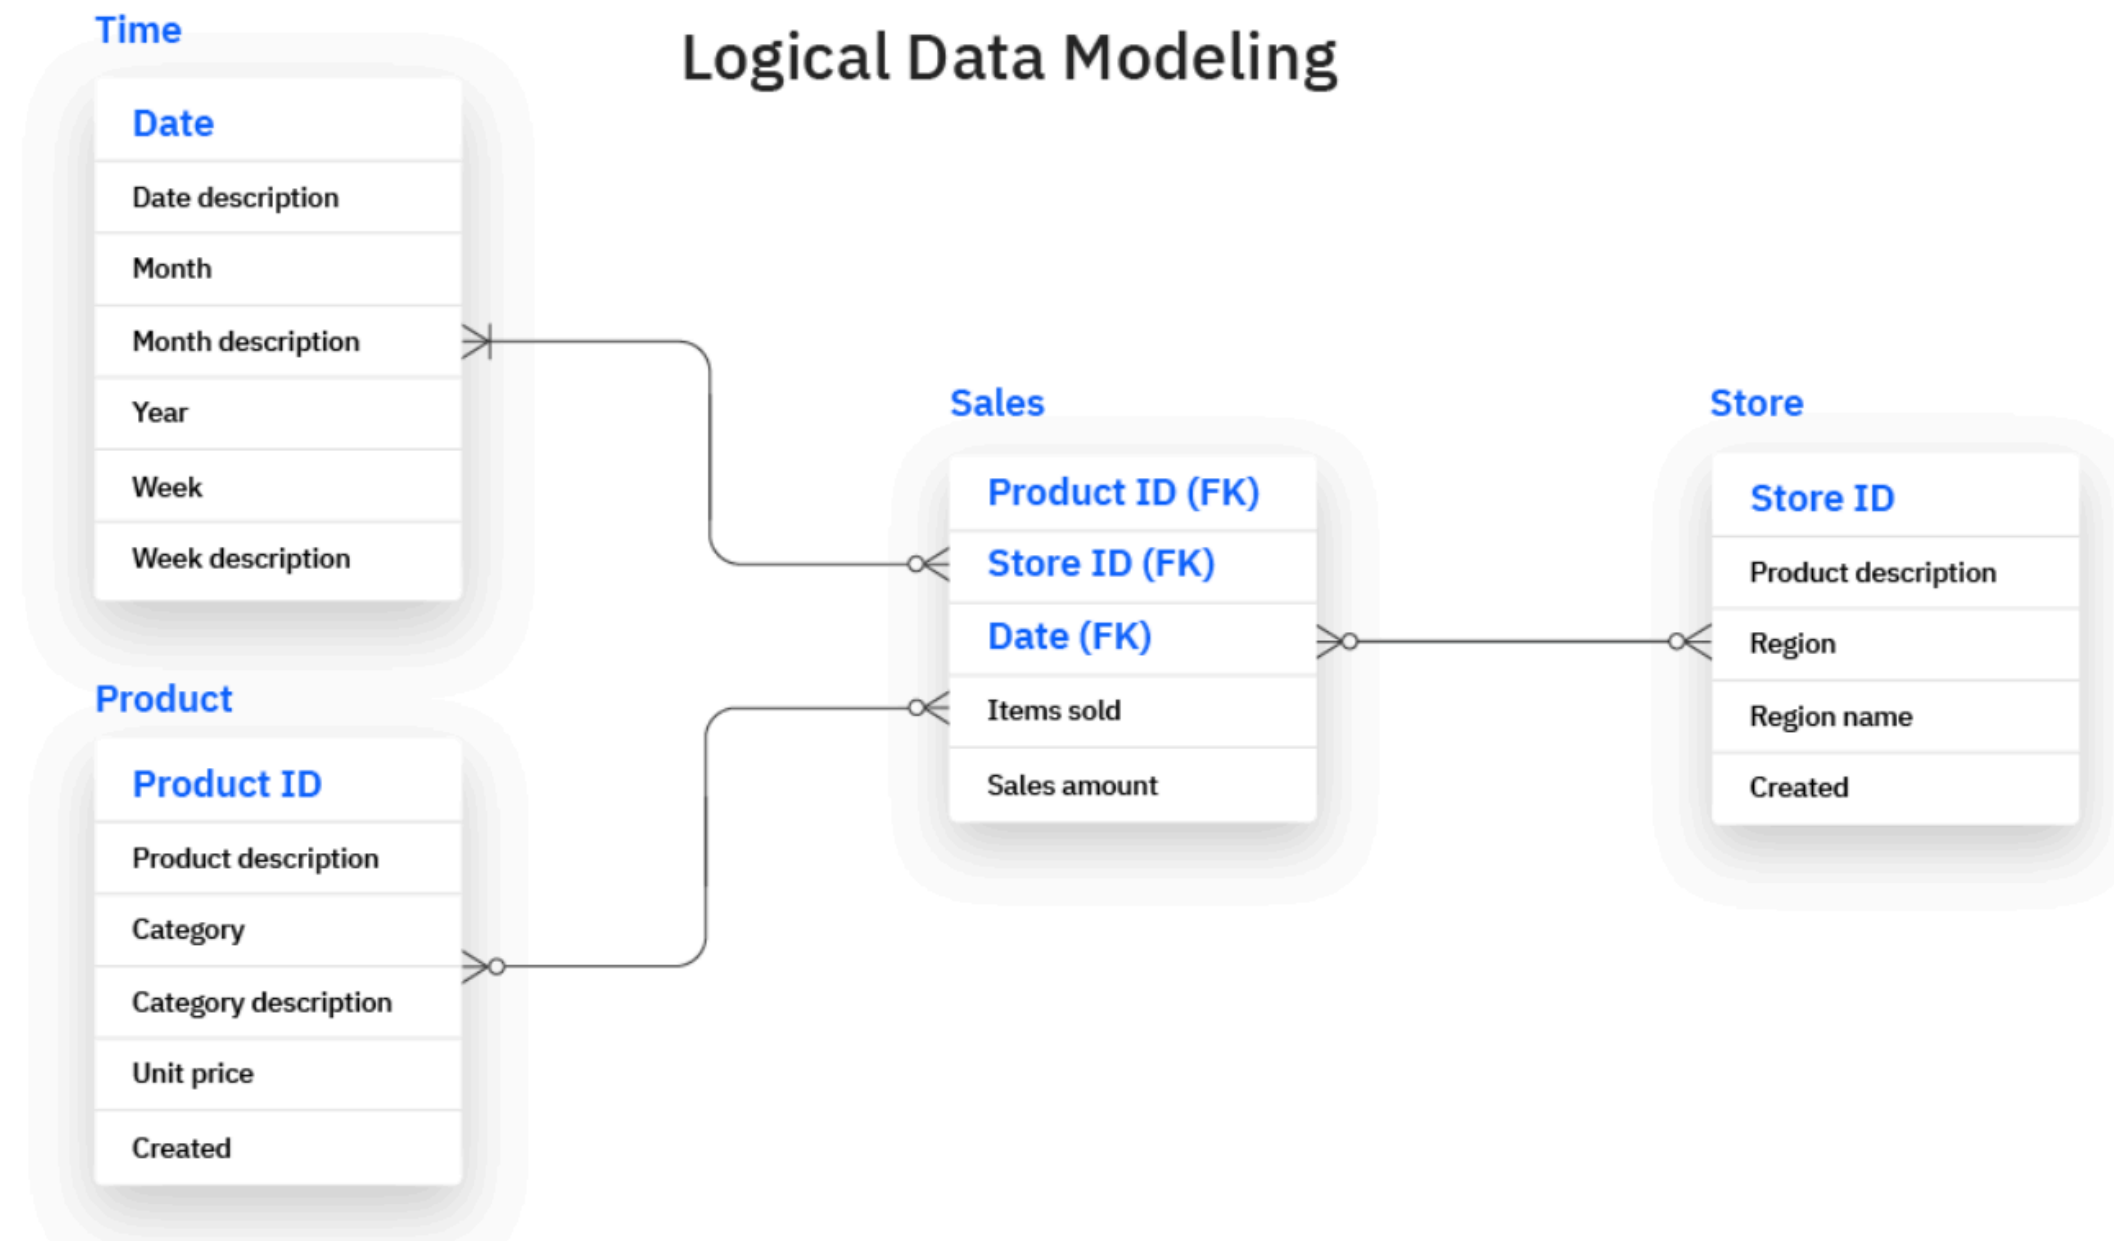 Logical Data Modeling
Time
Date
Date description
Month
Month description
Year
Week
Week description
Product
Product ID
Product description
Category
Category description
Unit price
Created
Sales
Product ID (FK)
Store ID (FK)
Date (FK)
Items sold
Sales amount
Store
Store ID
Product description
Region
Region name
Created